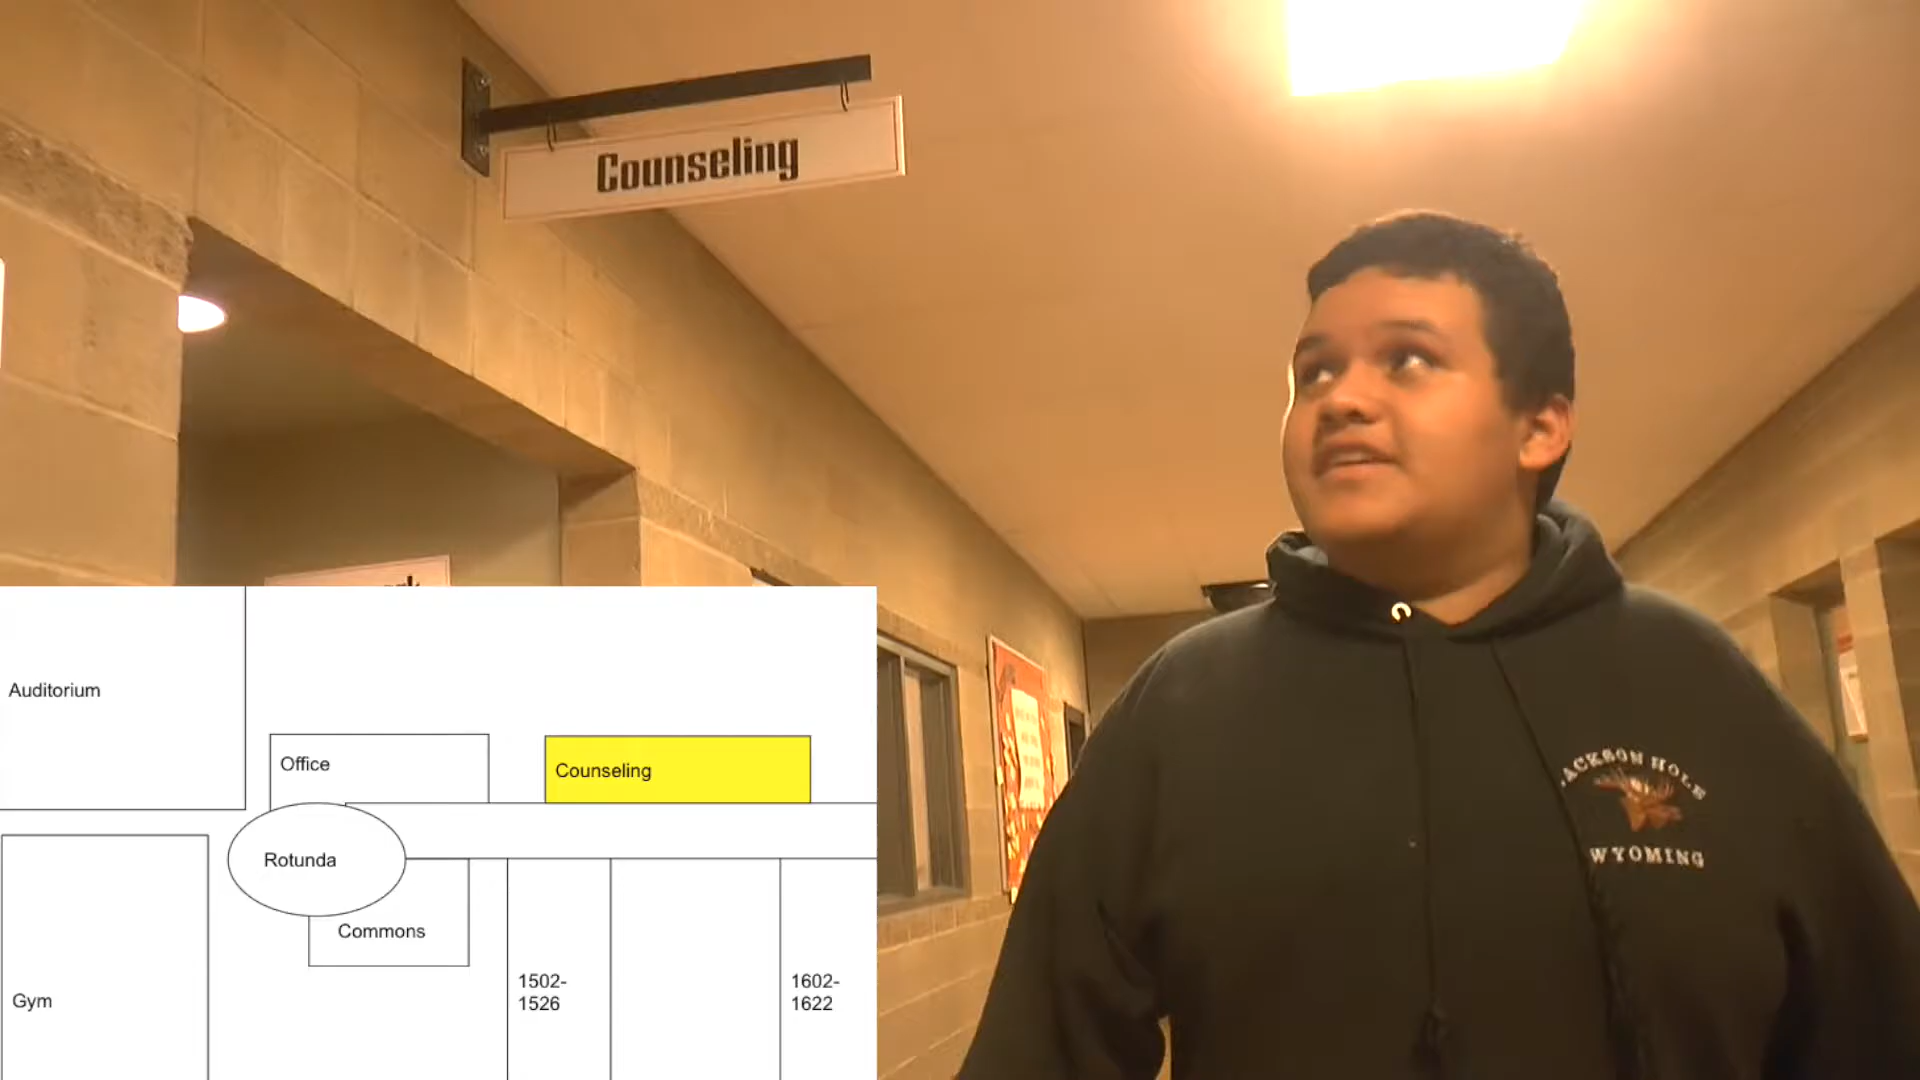 Counseling
Auditorium
Office
Counseling
Rotunda
Commons
Gym
1502-
1526
1602-
1622
JACKSON HOLE
WYOMING